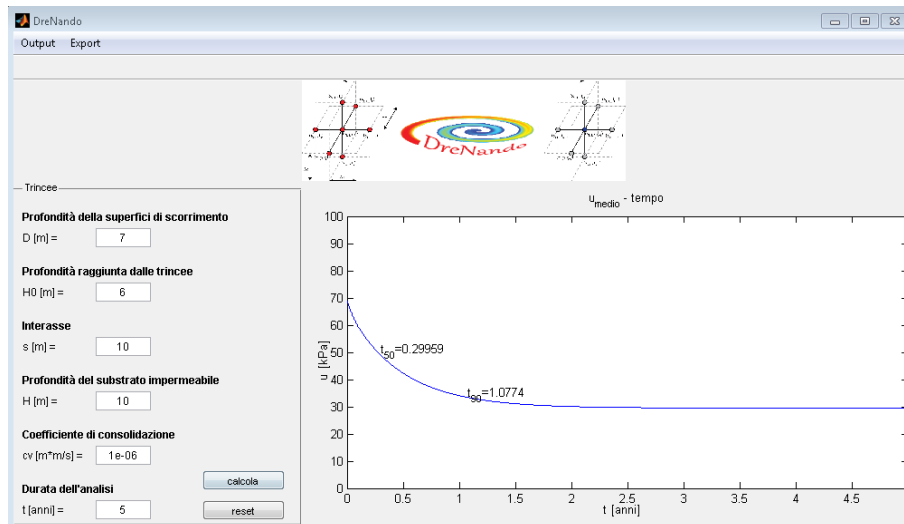 DreNando
Output Export
DreNando
Trincee
Profondità della superfici di scorrimento
D [m] = 7
Profondità raggiunta dalle trincee
H0 [m] = 6
Interasse
s [m] = 10
Profondità del substrato impermeabile
H [m] = 10
Coefficiente di consolidazione
cv [m*m/s] = 1e-06
Durata dell'analisi
t [anni] = 5
calcola
reset
u_medio - tempo
100
90
80
70
60
50
40
30
20
10
0
u [kPa]
t_50=0.29959
t_90=1.0774
0 0.5 1 1.5 2 2.5 3 3.5 4 4.5
t [anni]